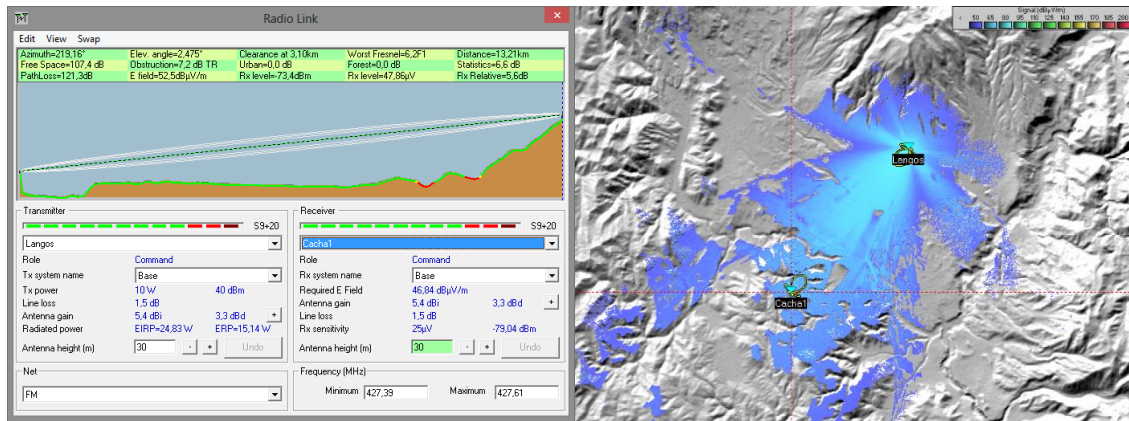 Radio Link
Edit View Swap
Azimuth=219,16° Elev. angle=2,475° Clearance at 3,10km Worst Fresnel=6,2F1 Distance=13,21km
Free Space=107,4 dB Obstruction=7,2 dB TR Urban=0,0 dB Forest=0,0 dB Statistics=6,6 dB
PathLoss=121,3dB E field=52,5dBµV/m Rx level=-73,4dBm Rx level=47,86µV Rx Relative=5,6dB
Transmitter
S9+20
Langos
Role Command
Tx system name Base
Tx power 10 W 40 dBm
Line loss 1,5 dB
Antenna gain 5,4 dBi 3,3 dBd +
Radiated power EIRP=24,83 W ERP=15,14 W
Antenna height (m) 30 - + Undo
Net
FM
Receiver
S9+20
Cacha1
Role Command
Rx system name Base
Required E Field 46,84 dBµV/m
Antenna gain 5,4 dBi 3,3 dBd +
Line loss 1,5 dB
Rx sensitivity 25µV -79,04 dBm
Antenna height (m) 30 - + Undo
Frequency (MHz)
Minimum 427,39 Maximum 427,61
Signal (dBµV/m)
< 50 65 80 90 100 110 120 130 140 155 170 185 200
Langos
Cacha1